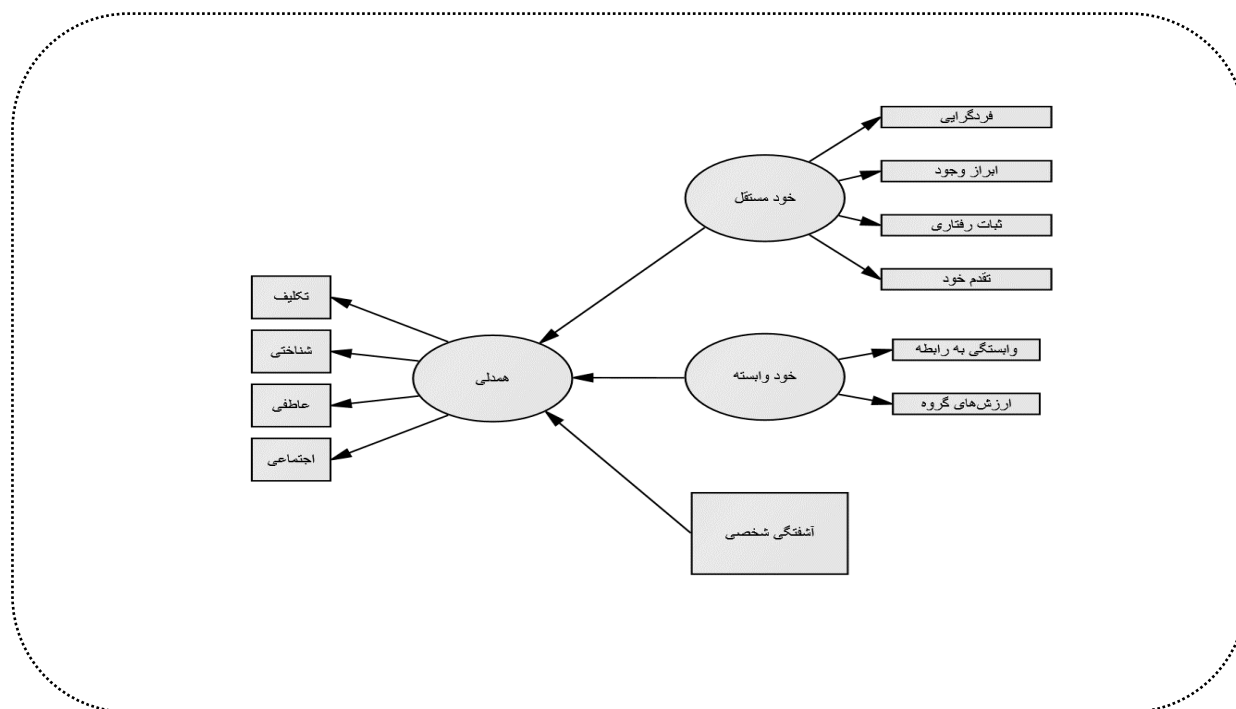 فردگرایی
ابراز وجود
خود مستقل
ثبات رفتاری
تقدم خود
تکلیف
شناختی
وابستگی به رابطه
همدلی
خود وابسته
عاطفی
ارزش‌های گروه
اجتماعی
آشفتگی شخصی